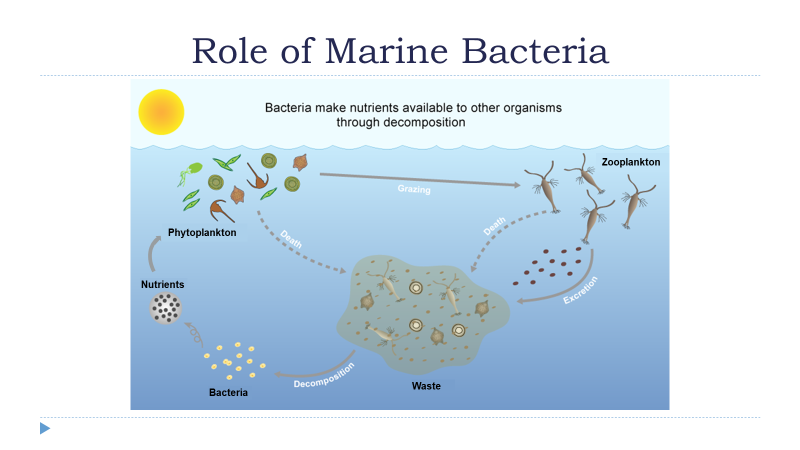 Role of Marine Bacteria
Bacteria make nutrients available to other organisms
through decomposition
Zooplankton
Grazing
Phytoplankton
Death
Death
Nutrients
Excretion
Decomposition
Waste
Bacteria